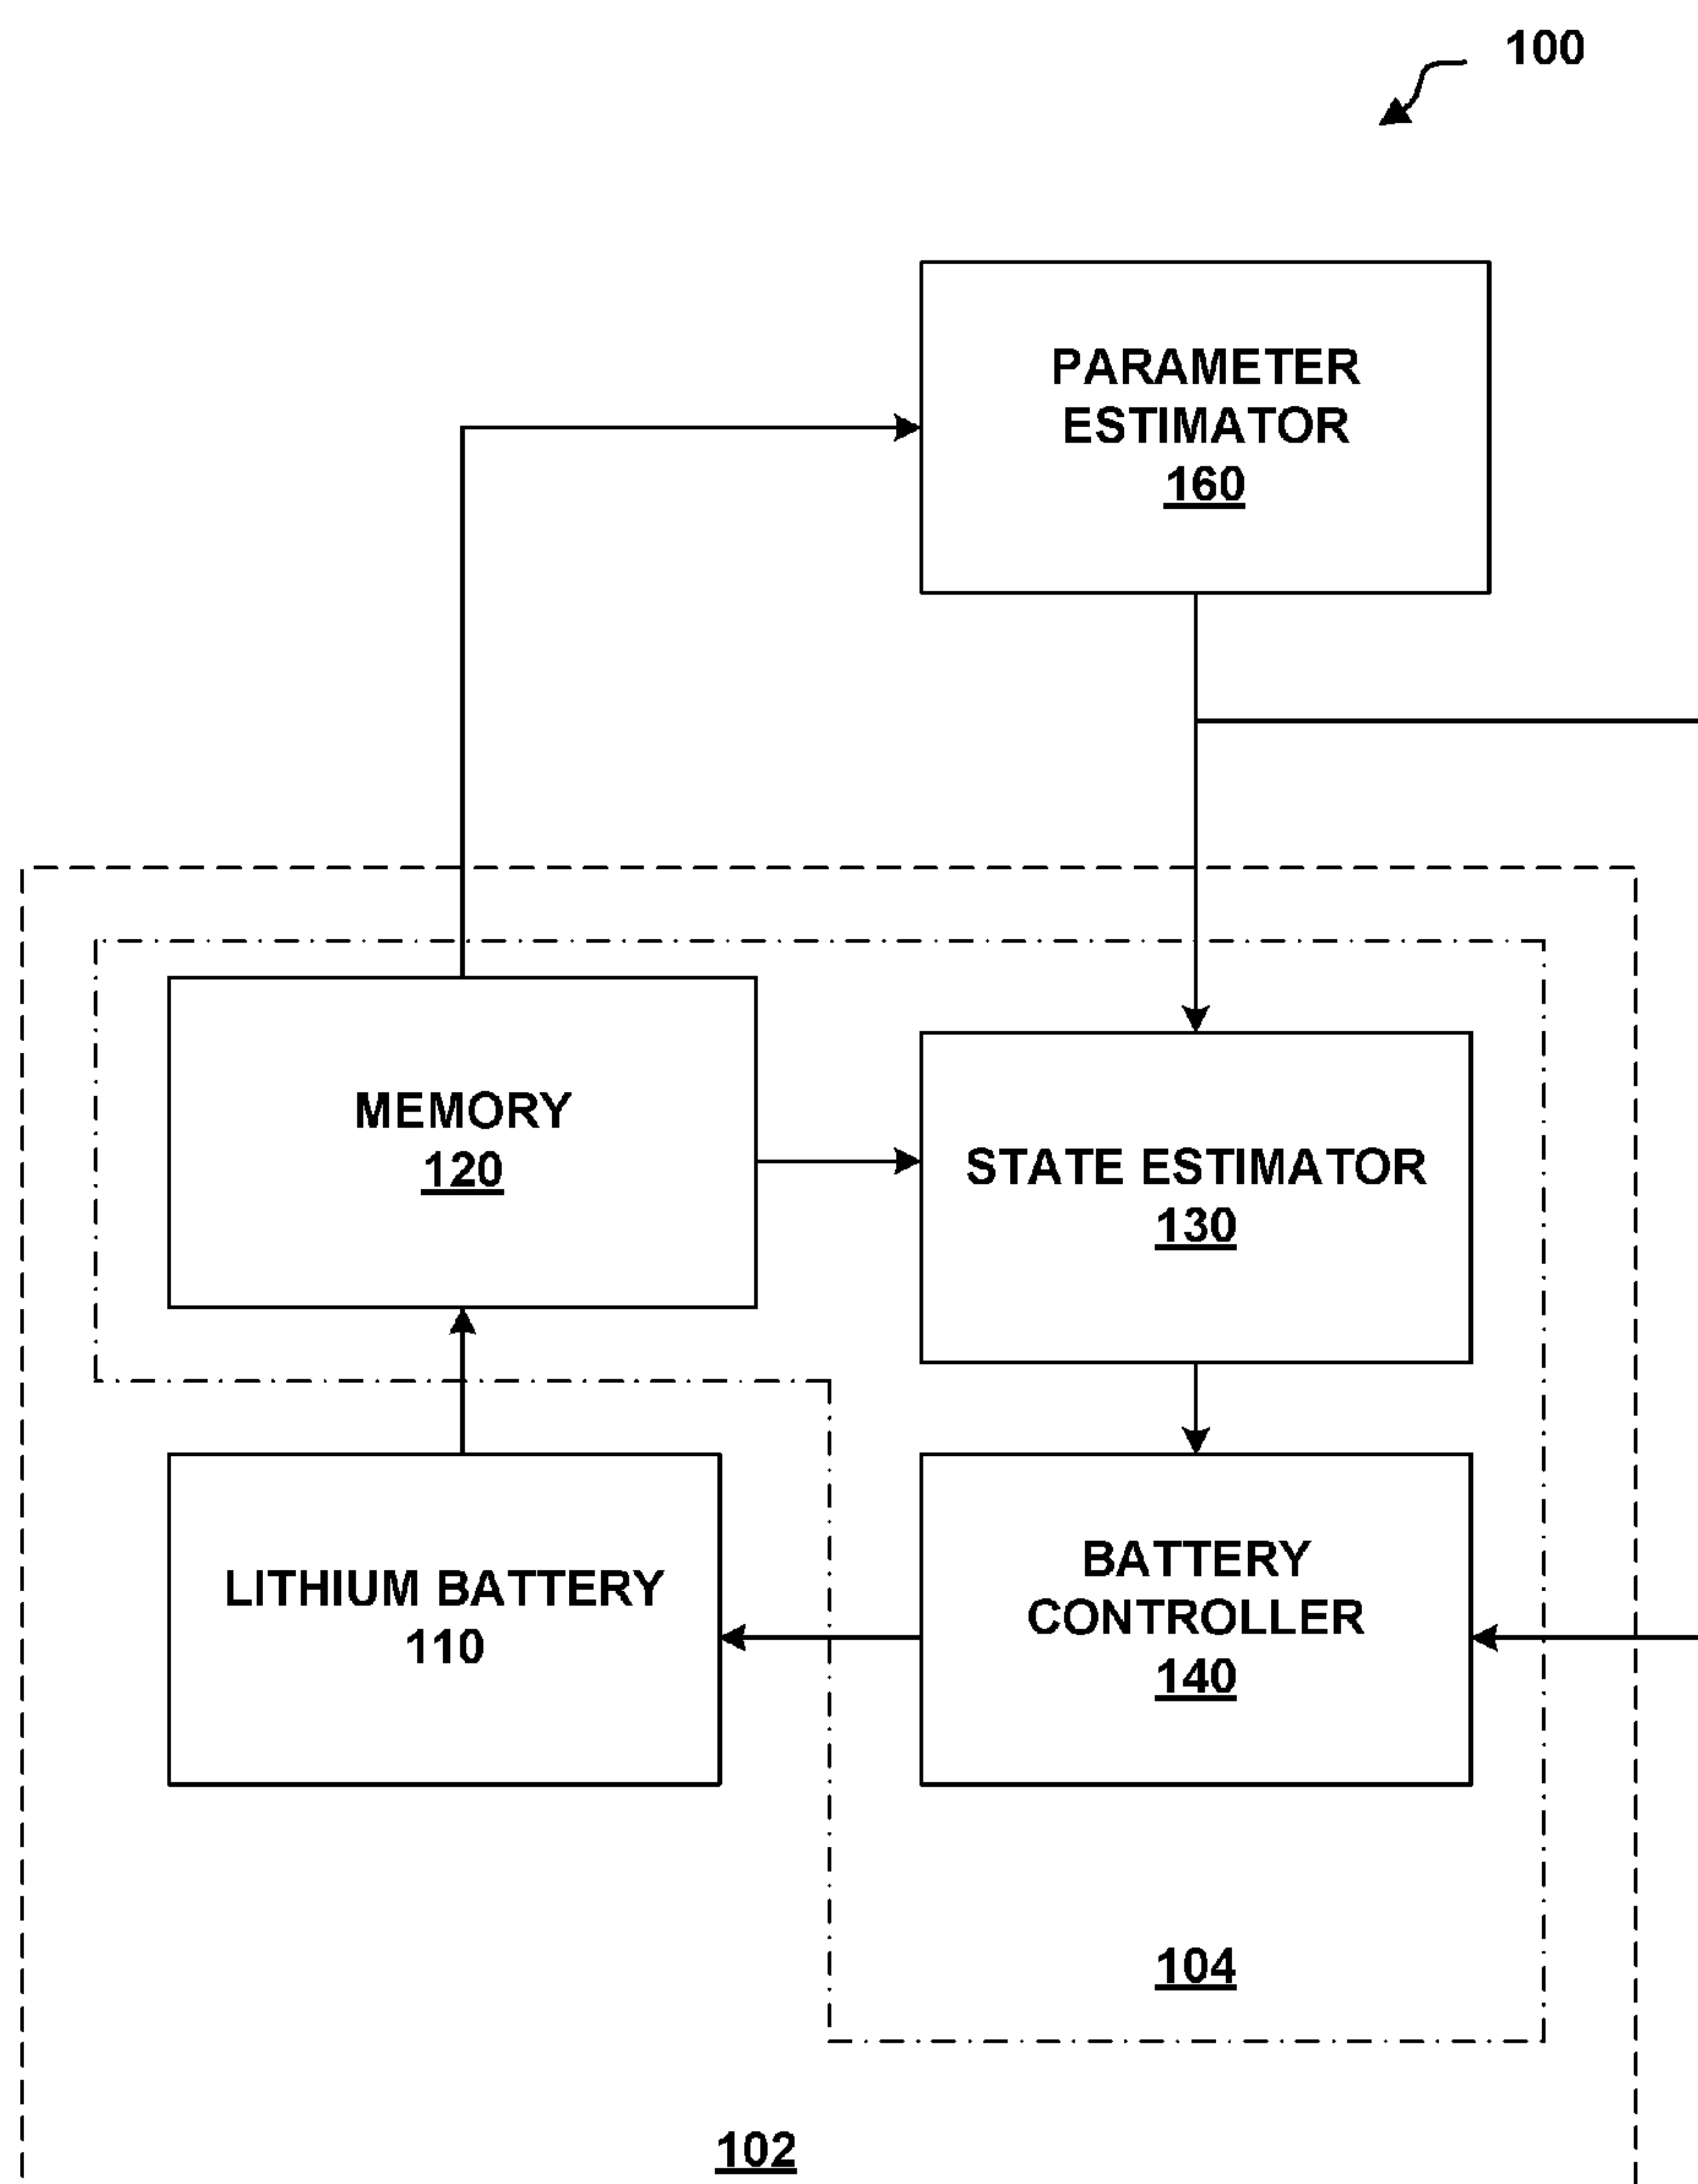 100
PARAMETER
ESTIMATOR
160
MEMORY
120
STATE ESTIMATOR
130
LITHIUM BATTERY
110
BATTERY
CONTROLLER
140
104
102